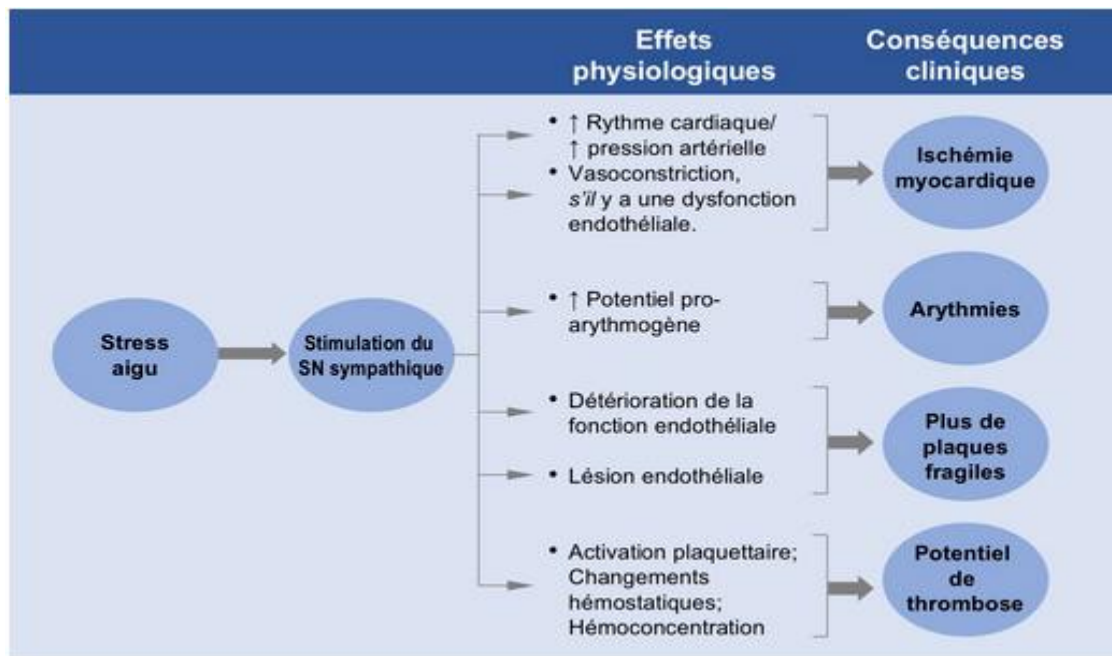 Effets
physiologiques
Conséquences
cliniques
Stress
aigu
Stimulation du
SN sympathique
• ↑ Rythme cardiaque/
↑ pression artérielle
• Vasoconstriction,
s'il y a une dysfonction
endothéliale.
Ischémie
myocardique
• ↑ Potentiel pro-
arythmogène
Arythmies
• Détérioration de la
fonction endothéliale
• Lésion endothéliale
Plus de
plaques
fragiles
• Activation plaquettaire;
Changements
hémostatiques;
Hémoconcentration
Potentiel
de
thrombose